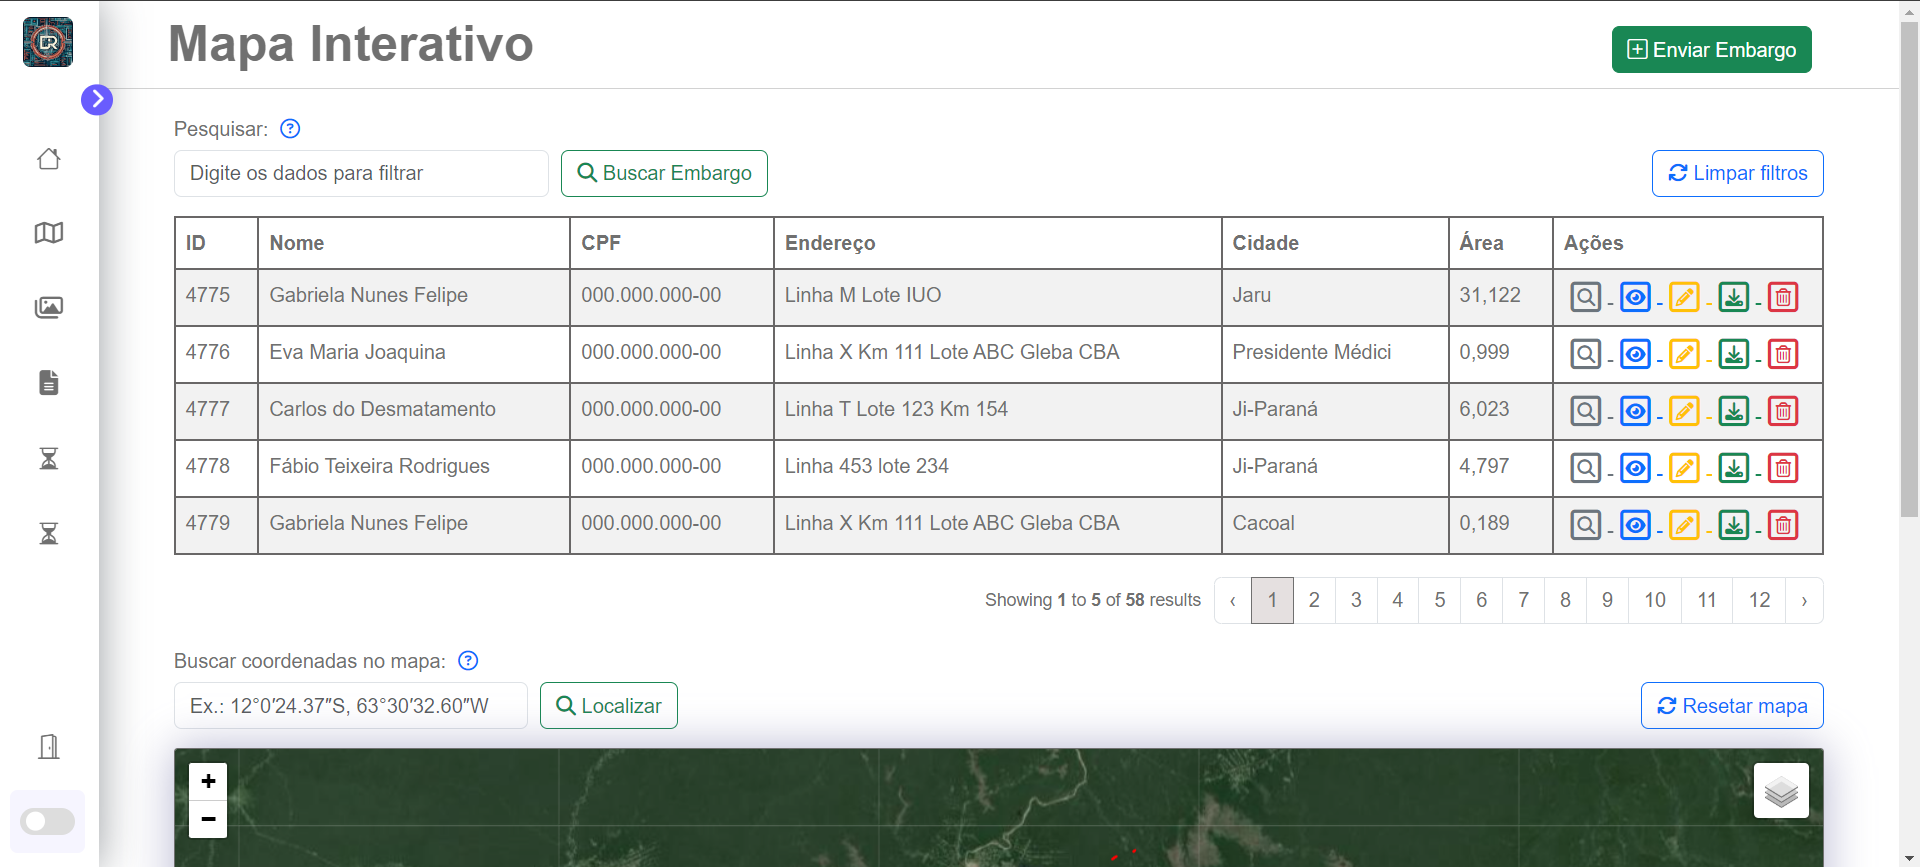 Mapa Interativo
Enviar Embargo
Pesquisar:
Digite os dados para filtrar
Buscar Embargo
Limpar filtros
ID Nome CPF Endereço Cidade Área Ações
4775 Gabriela Nunes Felipe 000.000.000-00 Linha M Lote IUO Jaru 31,122
4776 Eva Maria Joaquina 000.000.000-00 Linha X Km 111 Lote ABC Gleba CBA Presidente Médici 0,999
4777 Carlos do Desmatamento 000.000.000-00 Linha T Lote 123 Km 154 Ji-Paraná 6,023
4778 Fábio Teixeira Rodrigues 000.000.000-00 Linha 453 lote 234 Ji-Paraná 4,797
4779 Gabriela Nunes Felipe 000.000.000-00 Linha X Km 111 Lote ABC Gleba CBA Cacoal 0,189
Showing 1 to 5 of 58 results ‹ 1 2 3 4 5 6 7 8 9 10 11 12 ›
Buscar coordenadas no mapa:
Ex.: 12°0′24.37″S, 63°30′32.60″W
Localizar
Resetar mapa
+
−